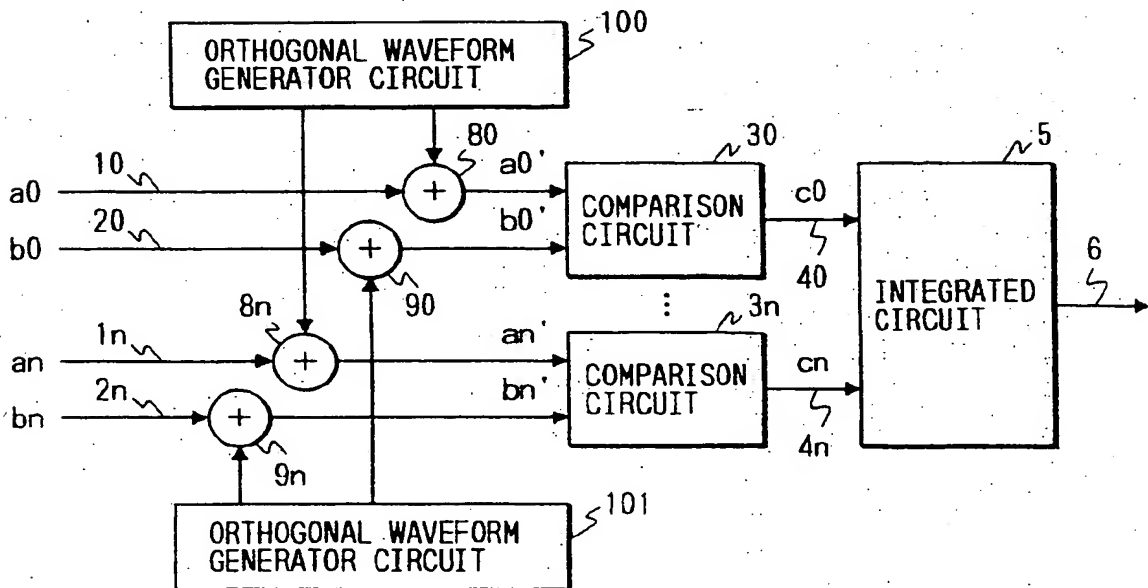 100
ORTHOGONAL WAVEFORM
GENERATOR CIRCUIT
80
30
5
10
a0
a0'
COMPARISON
CIRCUIT
c0
20
b0
b0'
40
6
90
INTEGRATED
CIRCUIT
8n
3n
1n
an
an'
COMPARISON
CIRCUIT
cn
2n
bn
bn'
4n
9n
101
ORTHOGONAL WAVEFORM
GENERATOR CIRCUIT